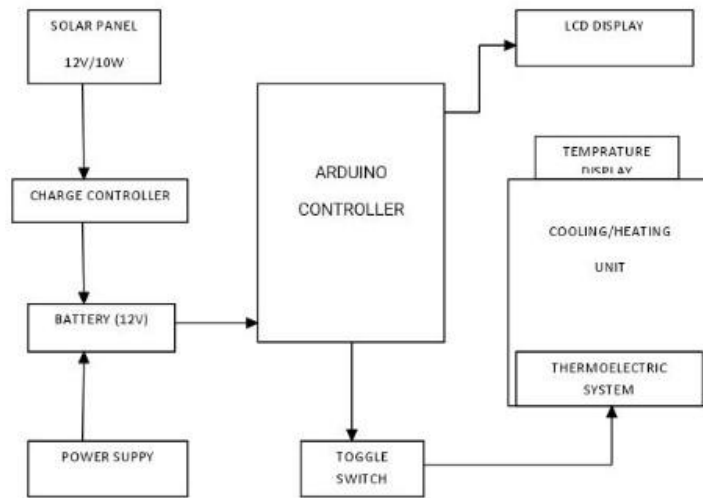 SOLAR PANEL
12V/10W
LCD DISPLAY
TEMPRATURE
DISPLAY
ARDUINO
CONTROLLER
CHARGE CONTROLLER
COOLING/HEATING
UNIT
BATTERY (12V)
THERMOELECTRIC
SYSTEM
POWER SUPPY
TOGGLE
SWITCH